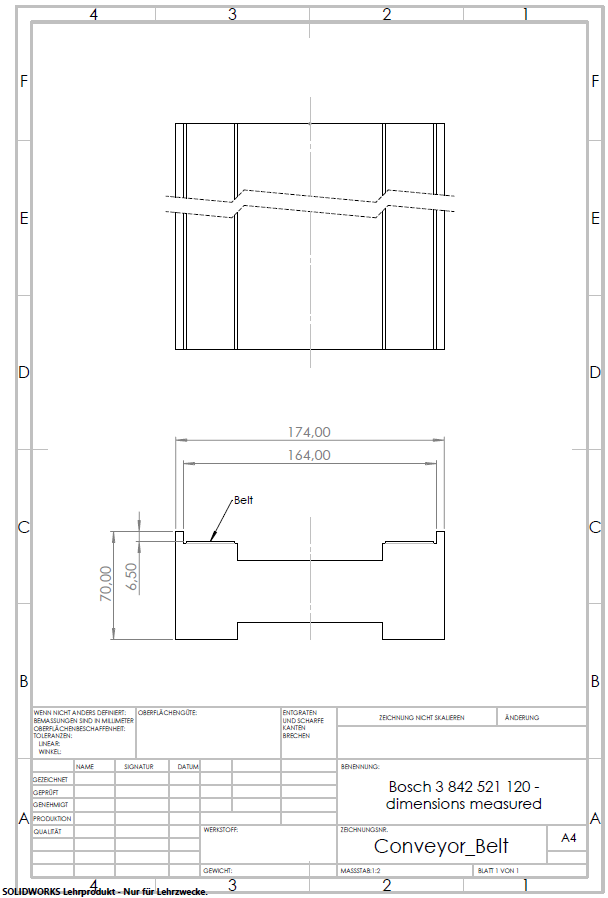 4 3 2 1
F F
E E
D D
174,00
164,00
Belt
C C
70,00
6,50
B B
WENN NICHT ANDERS DEFINIERT:
BEMASSUNGEN SIND IN MILLIMETER
OBERFLÄCHENBESCHAFFENHEIT:
TOLERANZEN:
LINEAR:
WINKEL:
OBERFLÄCHENGÜTE:
ENTGRATEN
UND SCHARFE
KANTEN
BRECHEN
ZEICHNUNG NICHT SKALIEREN
ÄNDERUNG
NAME SIGNATUR DATUM
GEZEICHNET
GEPRÜFT
GENEHMIGT
PRODUKTION
QUALITÄT
BENENNUNG:
Bosch 3 842 521 120 -
dimensions measured
A A
WERKSTOFF:
ZEICHNUNGSNR.
Conveyor_Belt
A4
GEWICHT:
MASSSTAB:1:2
BLATT 1 VON 1
4 3 2 1
SOLIDWORKS Lehrprodukt - Nur für Lehrzwecke.